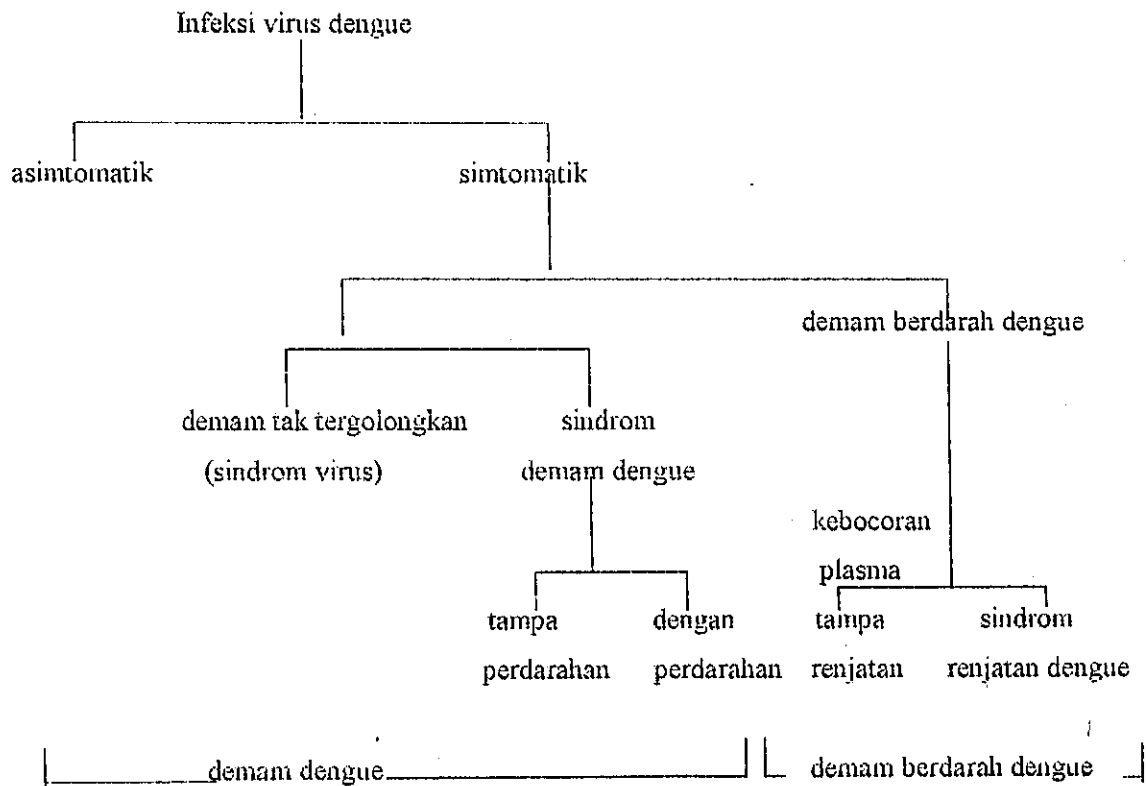 Infeksi virus dengue
asimtomatik
simtomatik
demam berdarah dengue
demam tak tergolongkan
(sindrom virus)
sindrom
demam dengue
kebocoran
plasma
tampa
perdarahan
dengan
perdarahan
tampa
renjatan
sindrom
renjatan dengue
demam dengue
demam berdarah dengue